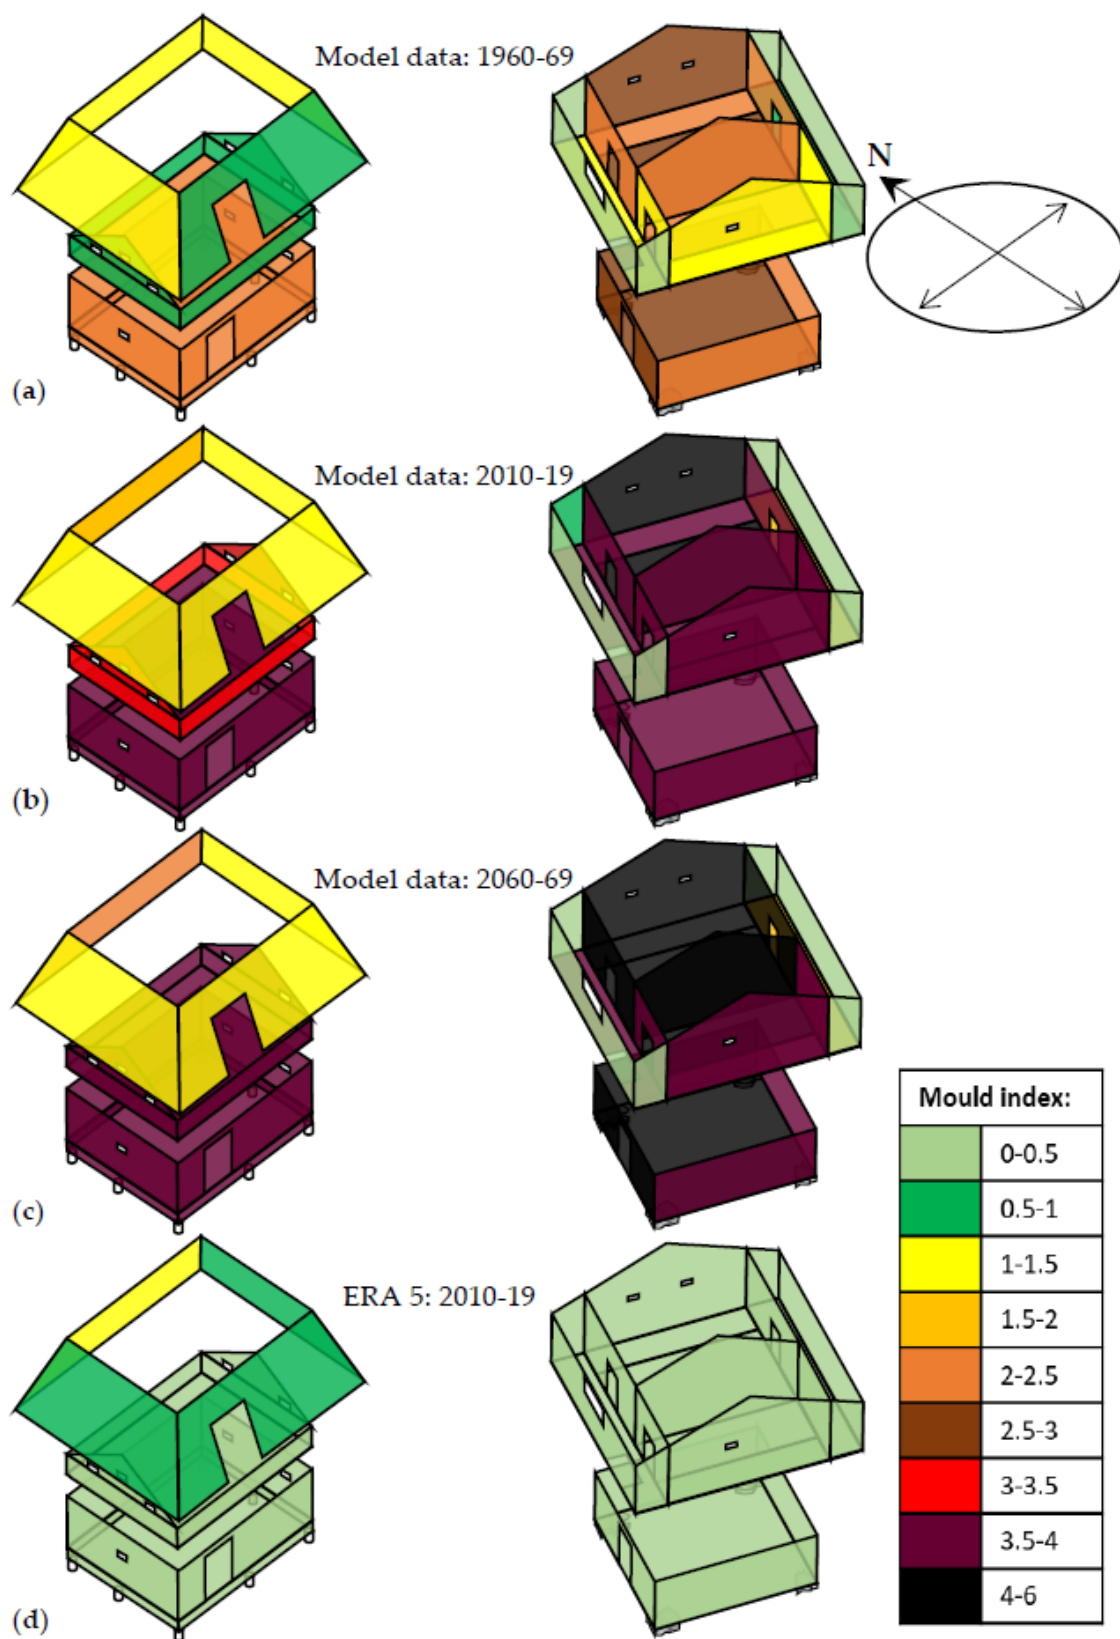 Model data: 1960-69
N
(a)
Model data: 2010-19
(b)
Model data: 2060-69
(c)
ERA 5: 2010-19
(d)
Mould index:
0-0.5
0.5-1
1-1.5
1.5-2
2-2.5
2.5-3
3-3.5
3.5-4
4-6